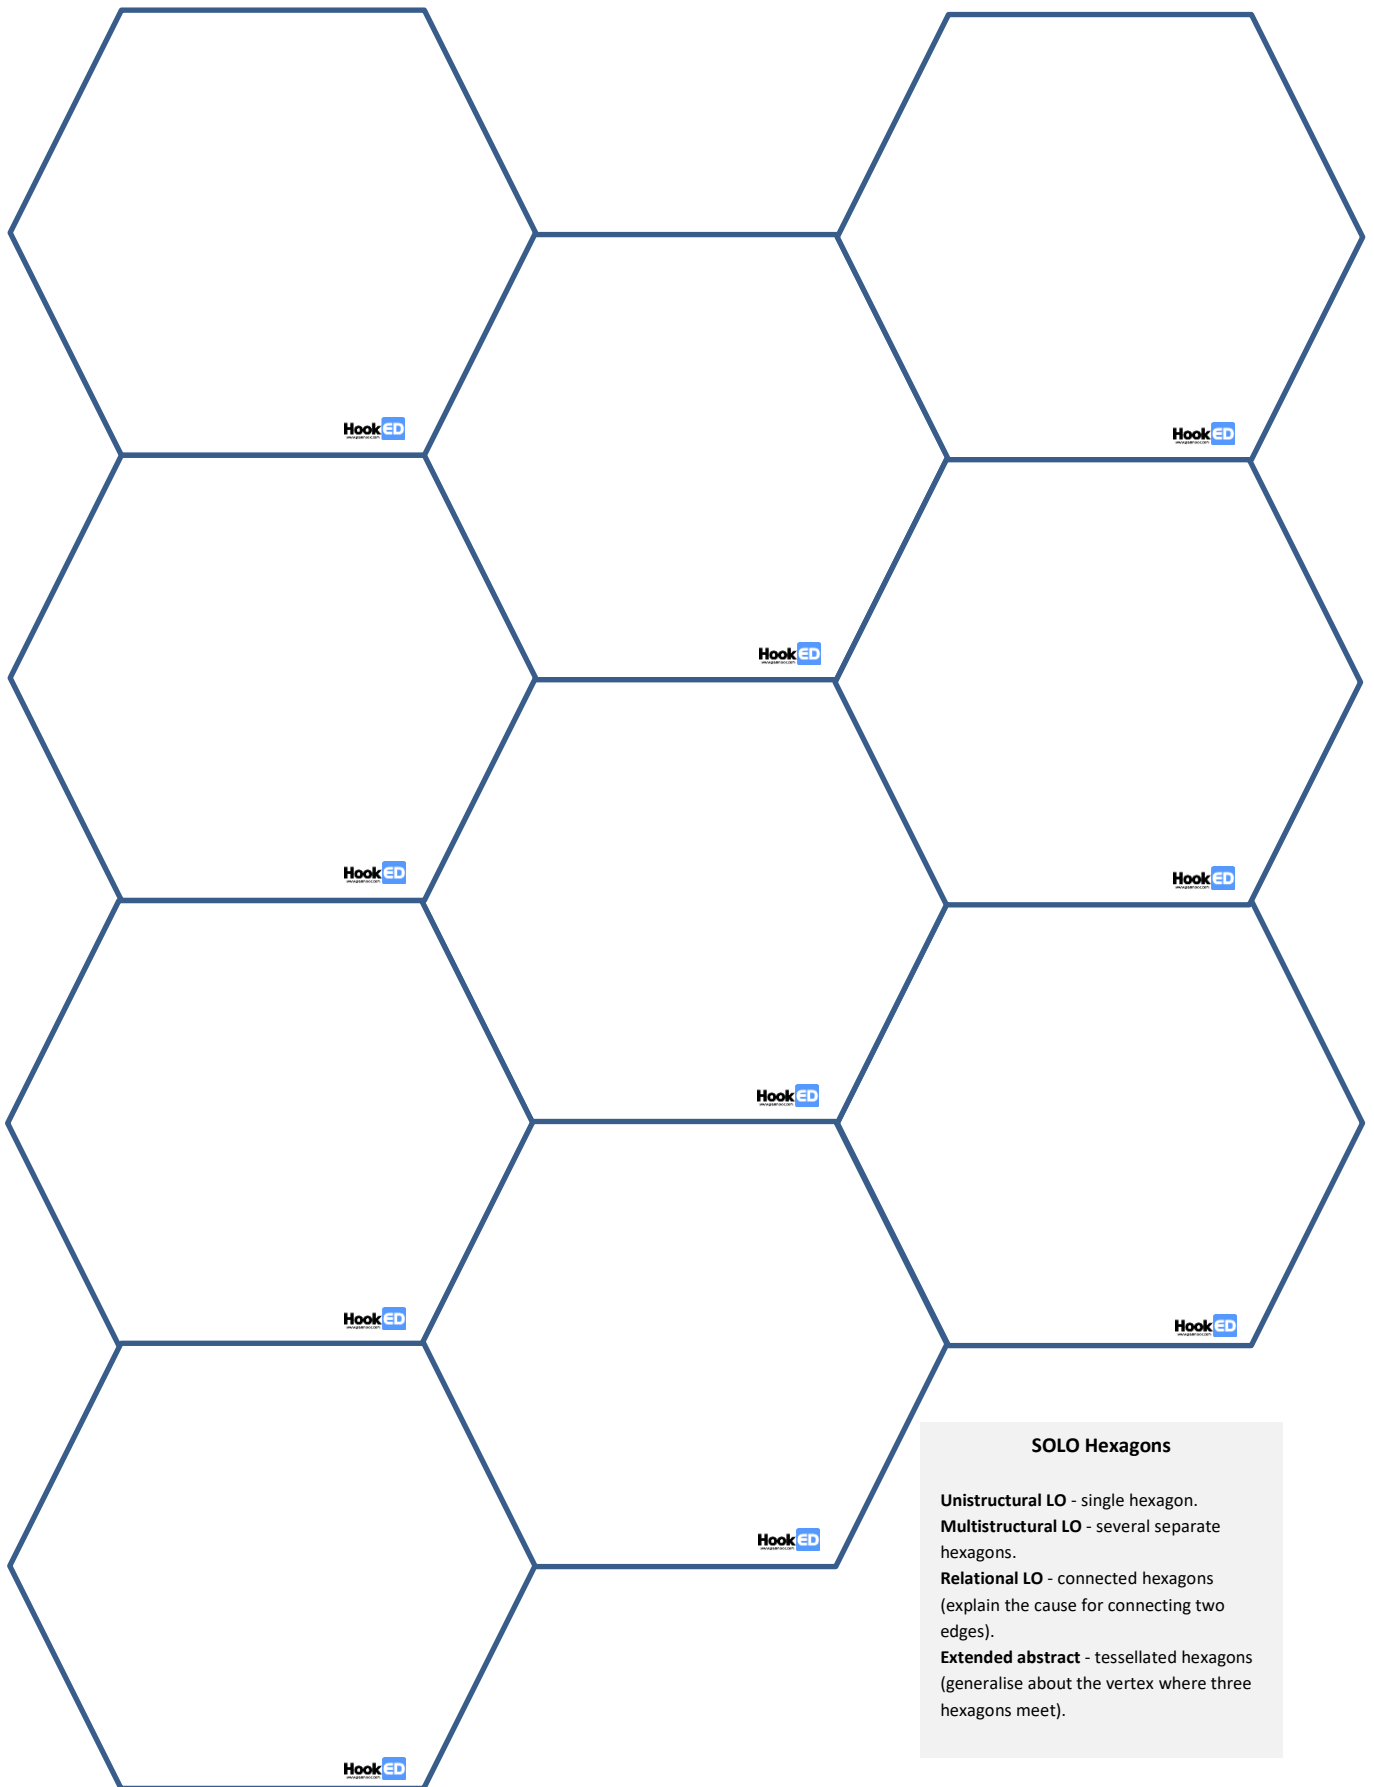 HookED
HookED
HookED
HookED
HookED
HookED
HookED
HookED
SOLO Hexagons
Unistructural LO - single hexagon.
Multistructural LO - several separate
hexagons.
Relational LO - connected hexagons
(explain the cause for connecting two
edges).
Extended abstract - tessellated hexagons
(generalise about the vertex where three
hexagons meet).
HookED
HookED